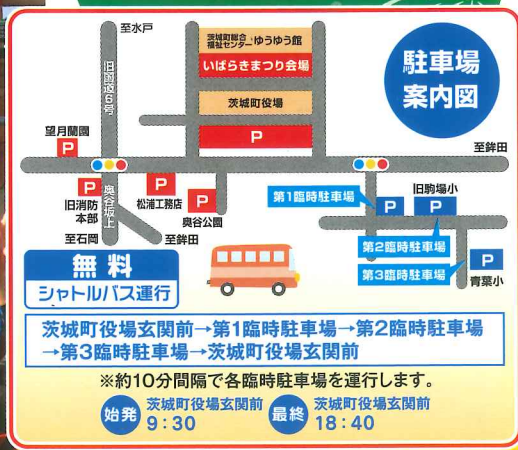 駐車場
案内図
至水戸
旧国道6号
茨城町総合
福祉センター・ゆうゆう館
いばらきまつり会場
茨城町役場
P
望月蘭園
P
至鉾田
P
旧消防
本部
奥谷坂上
P
松浦工務店
P
奥谷公園
至石岡
至鉾田
第1臨時駐車場
P
旧駒場小
P
第2臨時駐車場
第3臨時駐車場
P
青葉小
無料
シャトルバス運行
茨城町役場玄関前→第1臨時駐車場→第2臨時駐車場
→第3臨時駐車場→茨城町役場玄関前
※約10分間隔で各臨時駐車場を運行します。
始発 茨城町役場玄関前
9：30
最終 茨城町役場玄関前
18：40